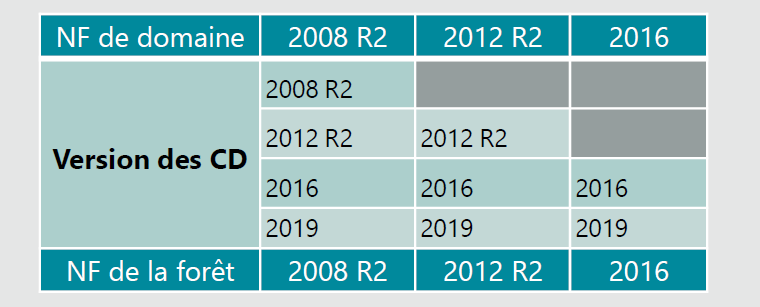 NF de domaine 2008 R2 2012 R2 2016
2008 R2
Version des CD 2012 R2 2012 R2
2016 2016 2016
2019 2019 2019
NF de la forêt 2008 R2 2012 R2 2016